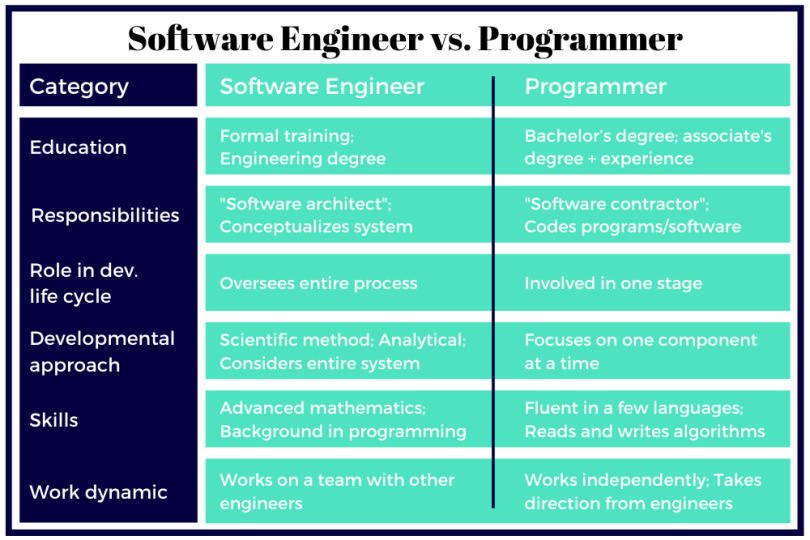 Software Engineer vs. Programmer
Category
Software Engineer
Programmer
Education
Formal training;
Engineering degree
Bachelor's degree; associate's
degree + experience
Responsibilities
"Software architect";
Conceptualizes system
"Software contractor";
Codes programs/software
Role in dev.
life cycle
Oversees entire process
Involved in one stage
Developmental
approach
Scientific method; Analytical;
Considers entire system
Focuses on one component
at a time
Skills
Advanced mathematics;
Background in programming
Fluent in a few languages;
Reads and writes algorithms
Work dynamic
Works on a team with other
engineers
Works independently; Takes
direction from engineers